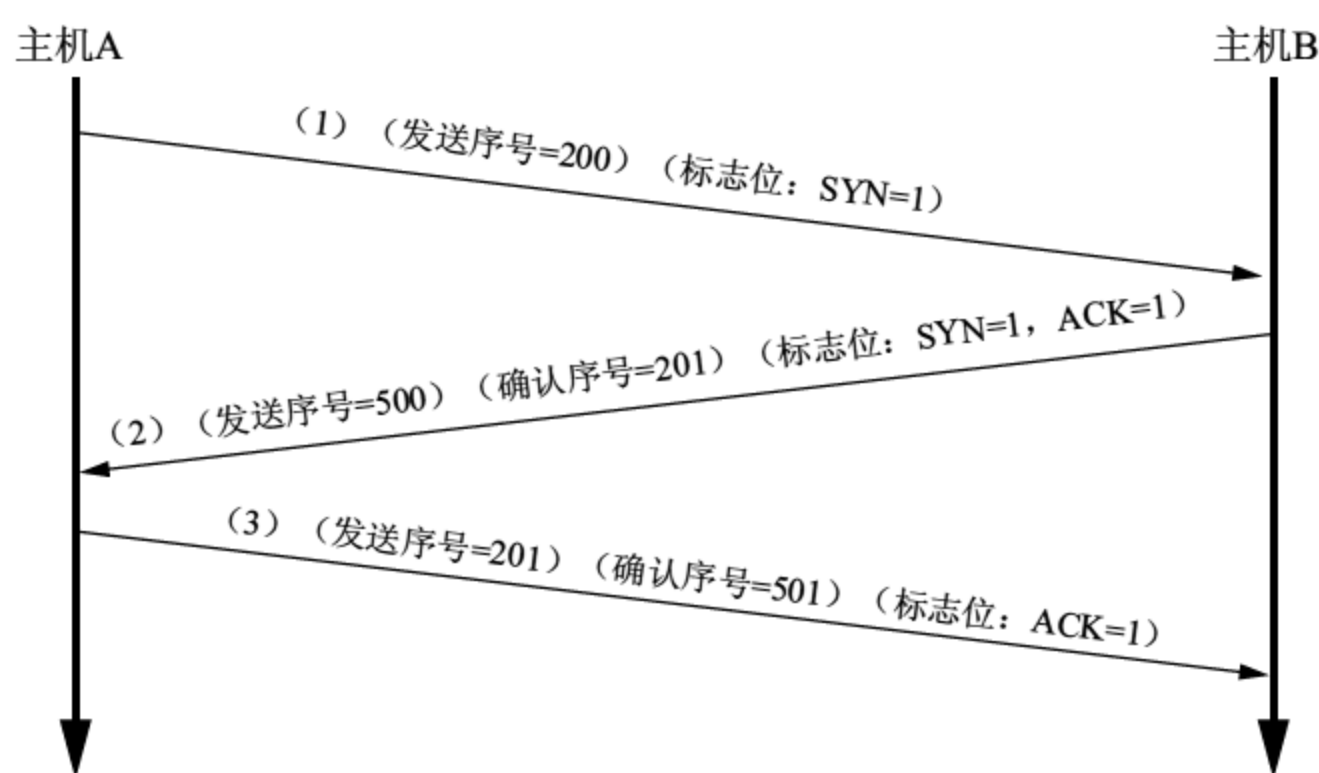 主机A
主机B
（1）（发送序号=200）（标志位：SYN=1）
（2）（发送序号=500）（确认序号=201）（标志位：SYN=1，ACK=1）
（3）（发送序号=201）（确认序号=501）（标志位：ACK=1）